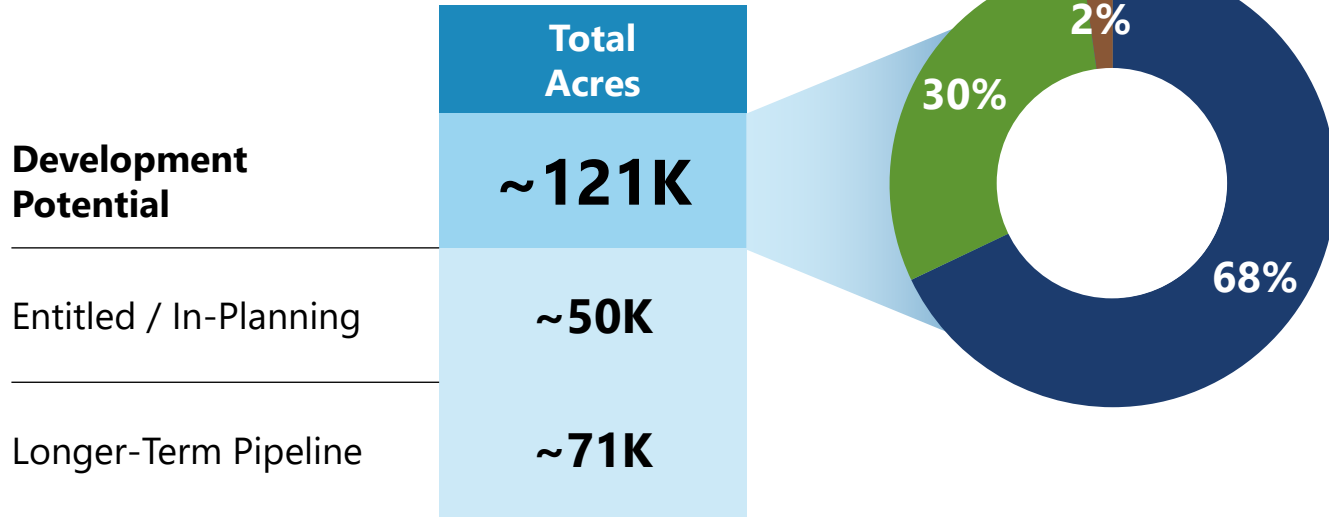 Total
Acres
Development
Potential
~121K
Entitled / In-Planning
~50K
Longer-Term Pipeline
~71K
2%
30%
68%